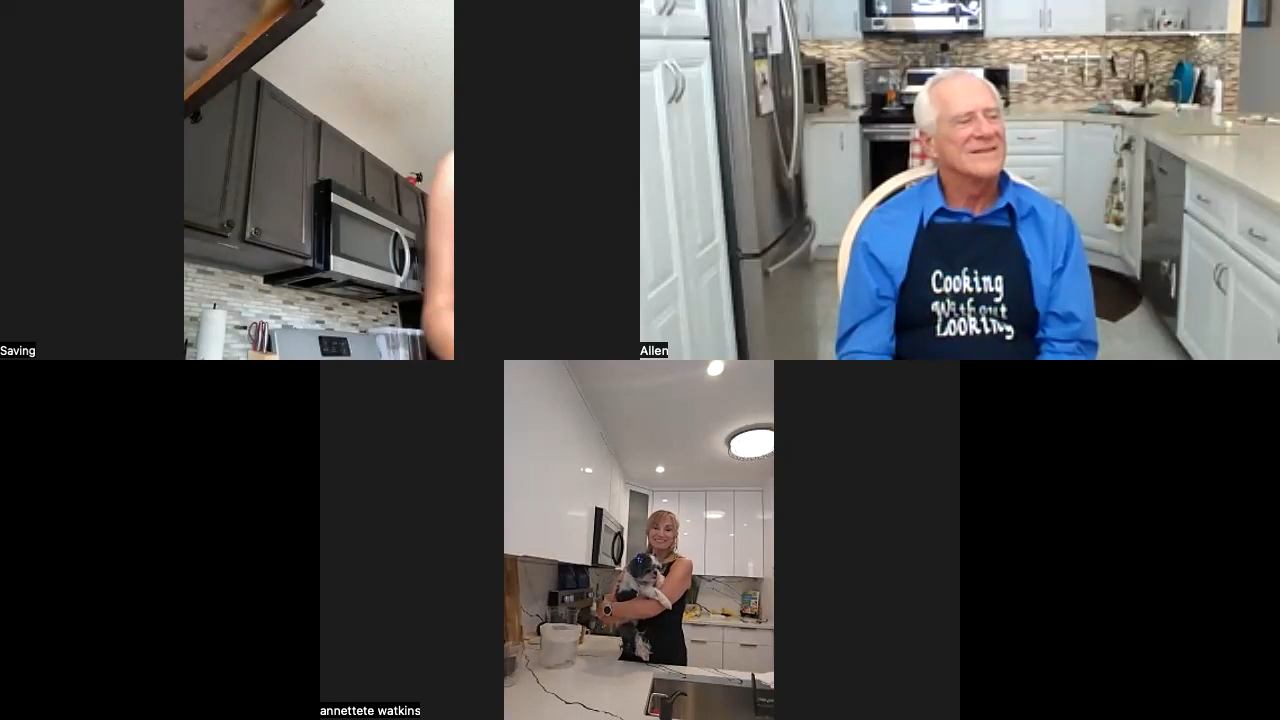 Saving
Allen
Cooking
Without
Looking
annettete watkins